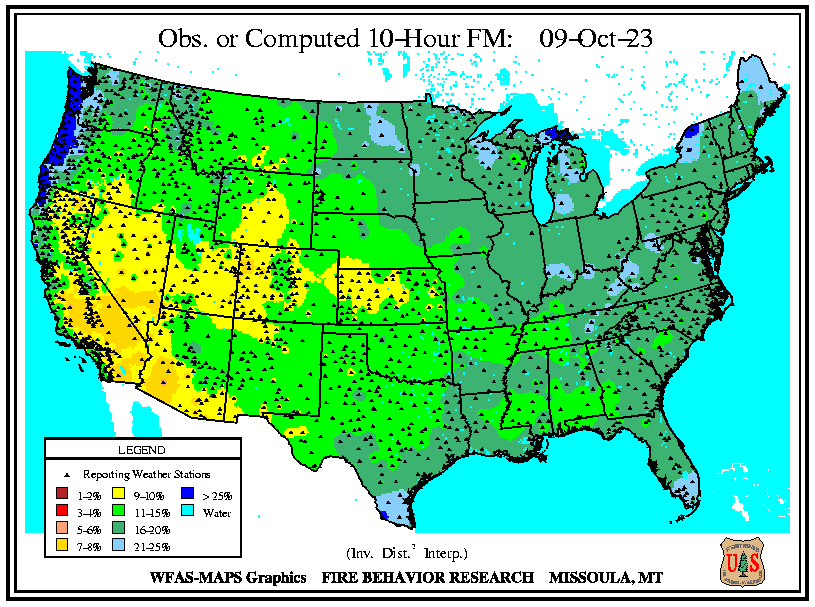 Obs. or Computed 10-Hour FM: 09-Oct-23
LEGEND
Reporting Weather Stations
1-2% 9-10% > 25%
3-4% 11-15% Water
5-6% 16-20%
7-8% 21-25%
(Inv. Dist.² Interp.)
WFAS-MAPS Graphics FIRE BEHAVIOR RESEARCH MISSOULA, MT
U S